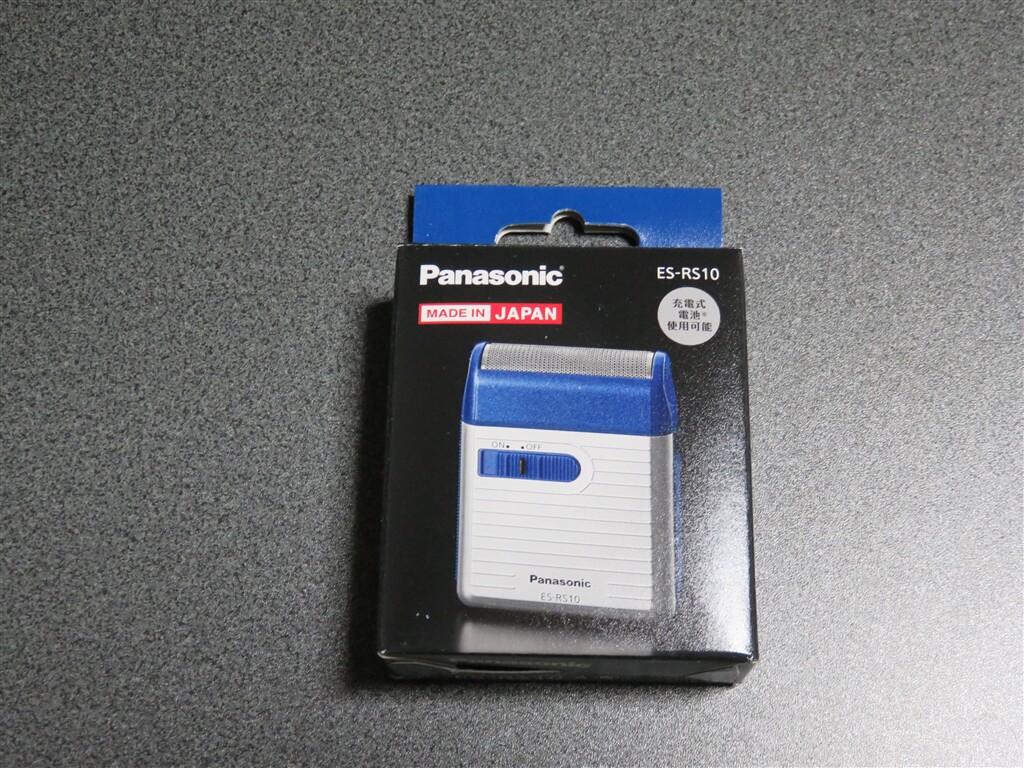 Panasonic
ES-RS10
MADE IN JAPAN
充電式
電池※
使用可能
ON • • OFF
Panasonic
ES-RS10
Panasonic